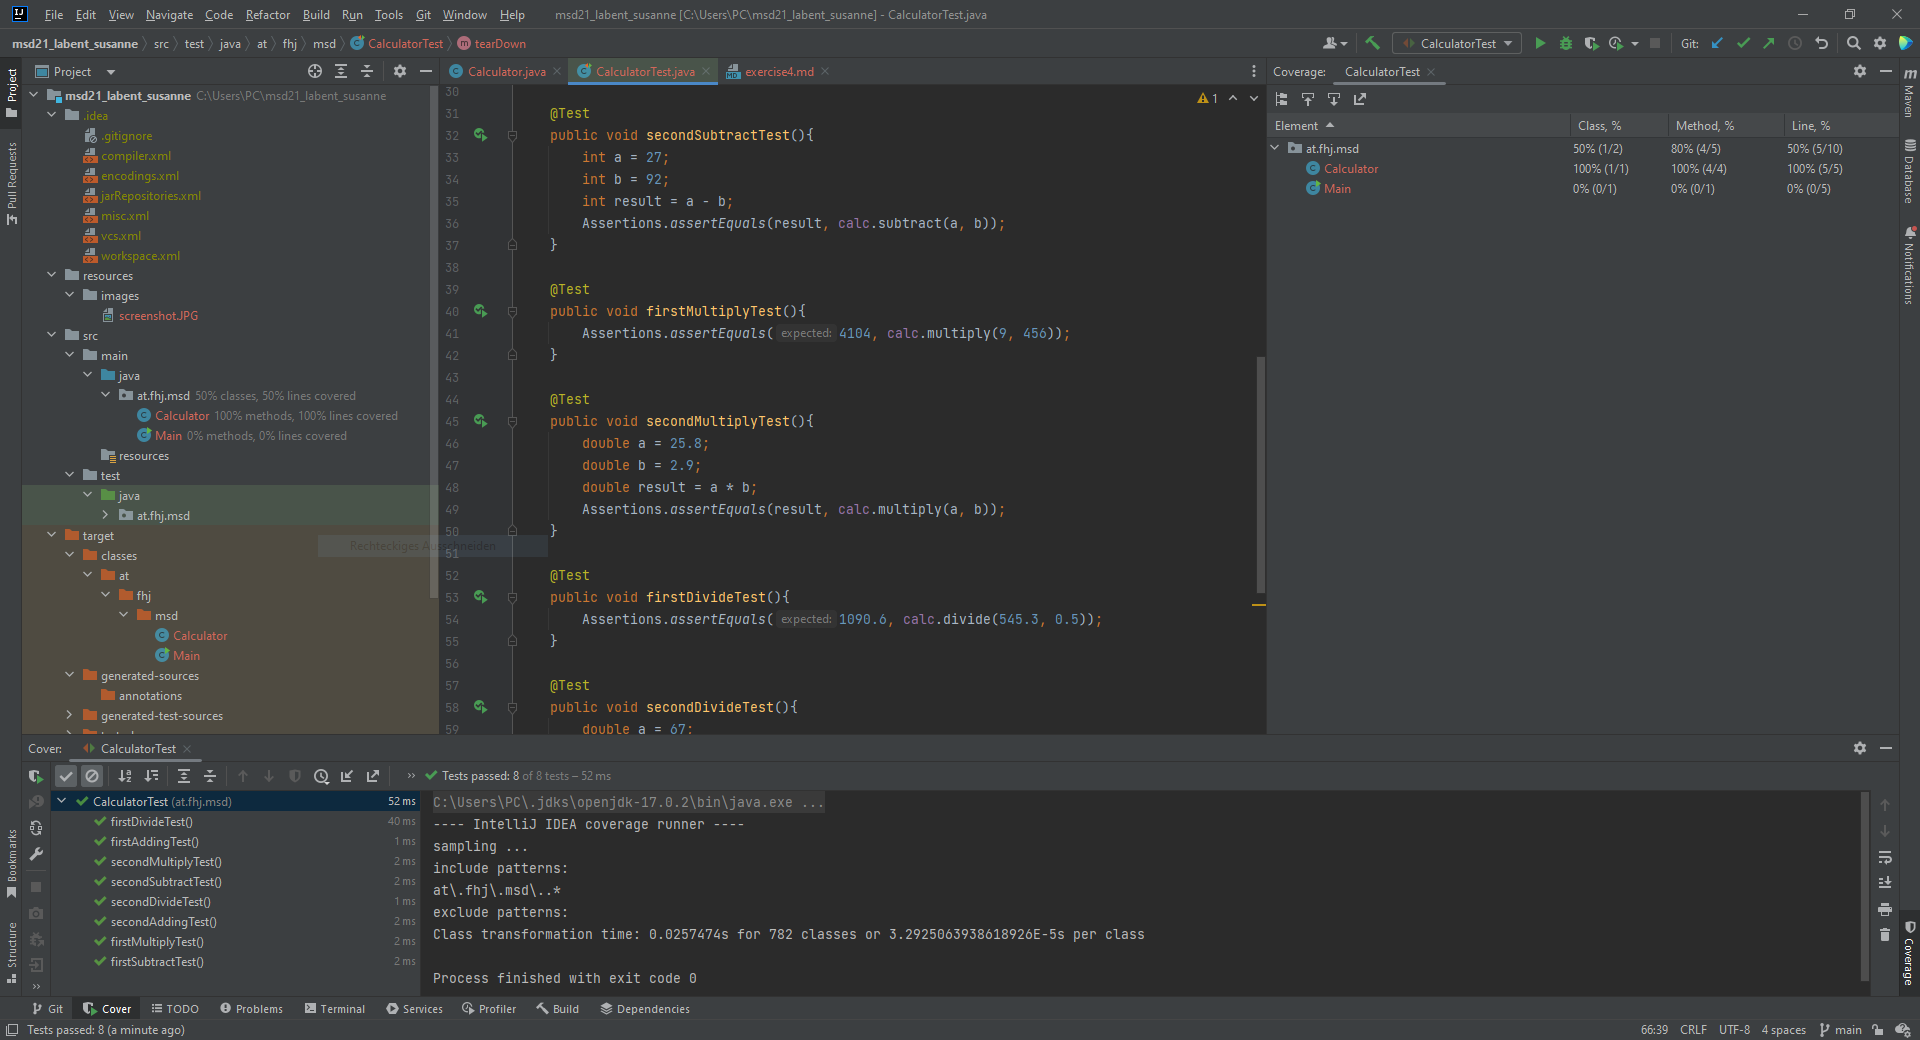 File Edit View Navigate Code Refactor Build Run Tools Git Window Help msd21_labent_susanne [C:\Users\PC\msd21_labent_susanne] - CalculatorTest.java
msd21_labent_susanne src test java at fhj msd CalculatorTest tearDown CalculatorTest Git:
Project
Calculator.java CalculatorTest.java exercise4.md
Coverage: CalculatorTest
msd21_labent_susanne C:\Users\PC\msd21_labent_susanne
.idea
.gitignore
compiler.xml
encodings.xml
jarRepositories.xml
misc.xml
vcs.xml
workspace.xml
resources
images
screenshot.JPG
src
main
java
at.fhj.msd 50% classes, 50% lines covered
Calculator 100% methods, 100% lines covered
Main 0% methods, 0% lines covered
resources
test
java
at.fhj.msd
target
classes
at
fhj
msd
Calculator
Main
generated-sources
annotations
generated-test-sources
Rechteckiges Ausschneiden
1
30
31 @Test
32 public void secondSubtractTest(){
33 int a = 27;
34 int b = 92;
35 int result = a - b;
36 Assertions.assertEquals(result, calc.subtract(a, b));
37 }
38
39 @Test
40 public void firstMultiplyTest(){
41 Assertions.assertEquals( expected: 4104, calc.multiply(9, 456));
42 }
43
44 @Test
45 public void secondMultiplyTest(){
46 double a = 25.8;
47 double b = 2.9;
48 double result = a * b;
49 Assertions.assertEquals(result, calc.multiply(a, b));
50 }
51
52 @Test
53 public void firstDivideTest(){
54 Assertions.assertEquals( expected: 1090.6, calc.divide(545.3, 0.5));
55 }
56
57 @Test
58 public void secondDivideTest(){
59 double a = 67;
Element Class, % Method, % Line, %
at.fhj.msd 50% (1/2) 80% (4/5) 50% (5/10)
Calculator 100% (1/1) 100% (4/4) 100% (5/5)
Main 0% (0/1) 0% (0/1) 0% (0/5)
Project
Pull Requests
Bookmarks
Structure
Maven
Database
Notifications
Coverage
Cover: CalculatorTest
Tests passed: 8 of 8 tests – 52 ms
CalculatorTest (at.fhj.msd) 52 ms
firstDivideTest() 40 ms
firstAddingTest() 1 ms
secondMultiplyTest() 2 ms
secondSubtractTest() 2 ms
secondDivideTest() 1 ms
secondAddingTest() 2 ms
firstMultiplyTest() 2 ms
firstSubtractTest() 2 ms
C:\Users\PC\.jdks\openjdk-17.0.2\bin\java.exe ...
---- IntelliJ IDEA coverage runner ----
sampling ...
include patterns:
at\.fhj\.msd\..*
exclude patterns:
Class transformation time: 0.0257474s for 782 classes or 3.2925063938618926E-5s per class
Process finished with exit code 0
Git Cover TODO Problems Terminal Services Profiler Build Dependencies
Tests passed: 8 (a minute ago) 66:39 CRLF UTF-8 4 spaces main